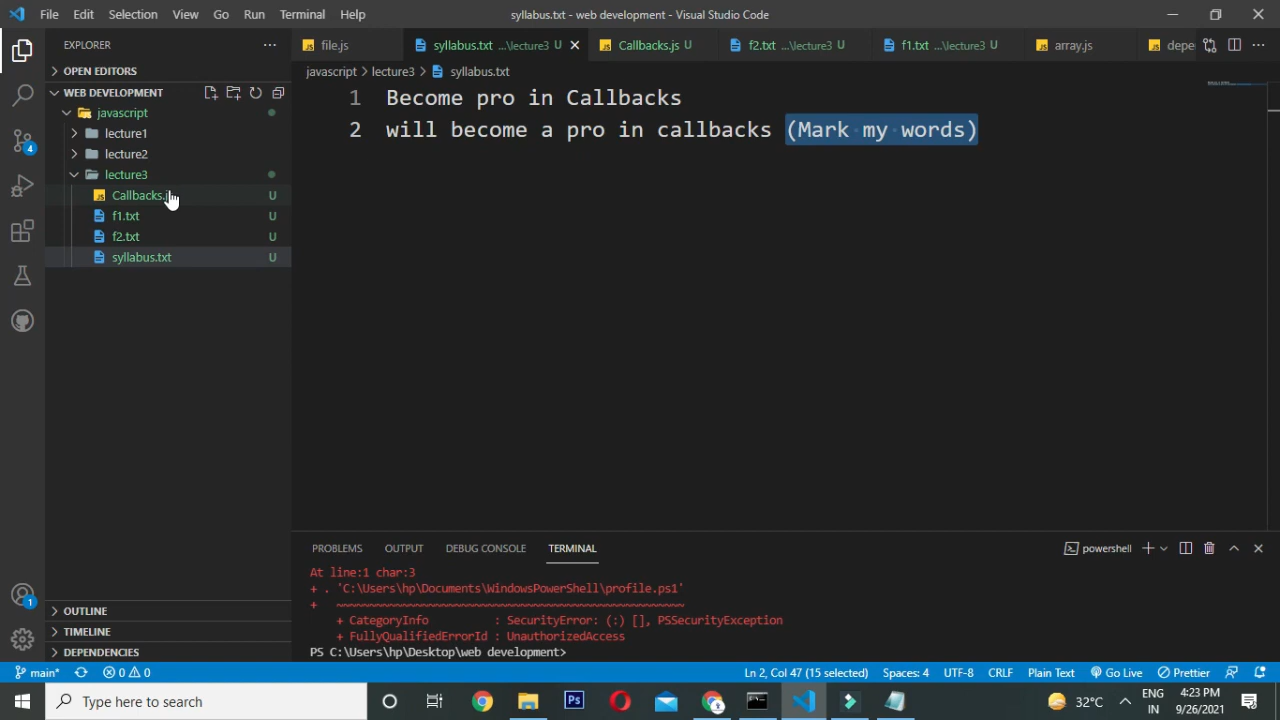 File Edit Selection View Go Run Terminal Help
syllabus.txt - web development - Visual Studio Code
EXPLORER
file.js
syllabus.txt ...\lecture3 U
Callbacks.js U
f2.txt ...\lecture3 U
f1.txt ...\lecture3 U
array.js
OPEN EDITORS
javascript > lecture3 > syllabus.txt
WEB DEVELOPMENT
javascript
lecture1
lecture2
lecture3
Callbacks.j U
f1.txt U
f2.txt U
syllabus.txt U
1 Become pro in Callbacks
2 will become a pro in callbacks (Mark my words)
4
PROBLEMS OUTPUT DEBUG CONSOLE TERMINAL
powershell
At line:1 char:3
+ . 'C:\Users\hp\Documents\WindowsPowerShell\profile.ps1'
+ ~~~~~~~~~~~~~~~~~~~~~~~~~~~~~~~~~~~~~~~~~~~~~~~~~~~~~
+ CategoryInfo : SecurityError: (:) [], PSSecurityException
+ FullyQualifiedErrorId : UnauthorizedAccess
PS C:\Users\hp\Desktop\web development>
1
OUTLINE
TIMELINE
DEPENDENCIES
main* 0 0
Ln 2, Col 47 (15 selected) Spaces: 4 UTF-8 CRLF Plain Text Go Live Prettier
Type here to search
Ps
32°C
ENG
IN
4:23 PM
9/26/2021